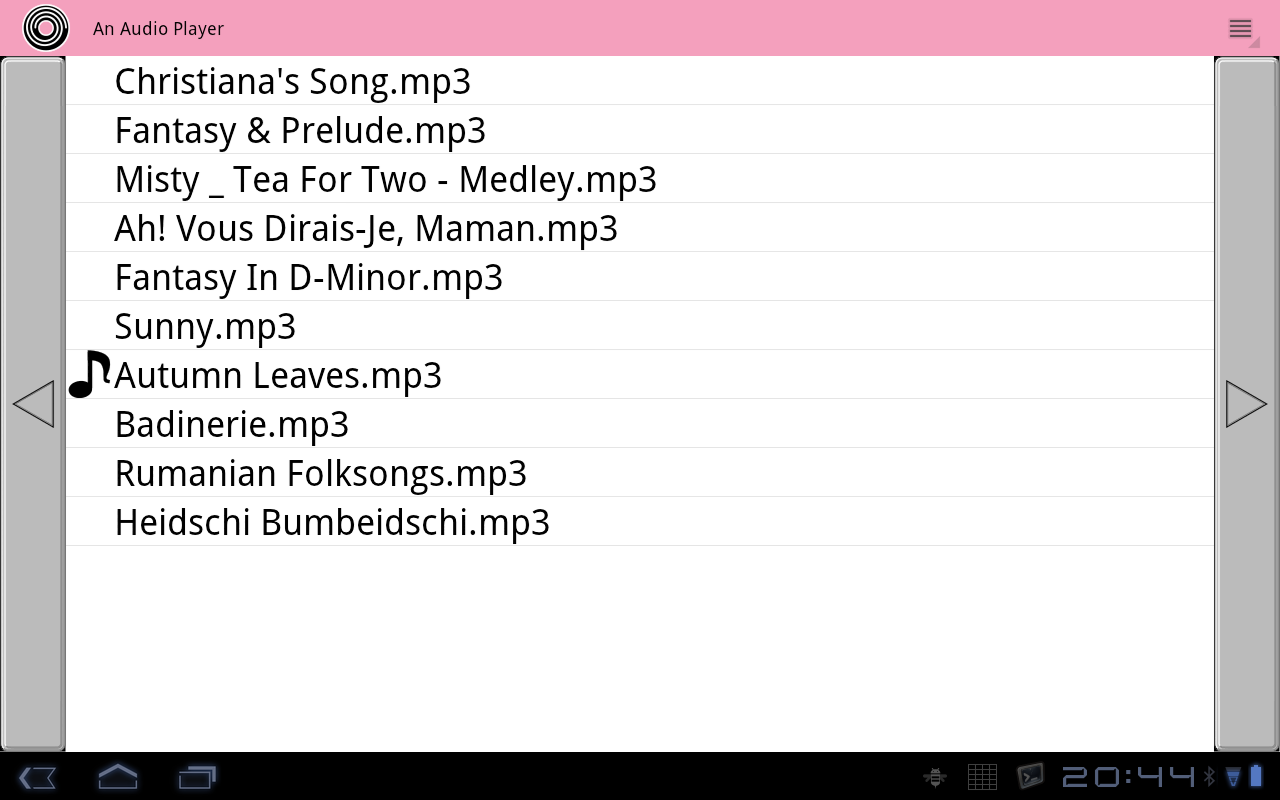 An Audio Player
Christiana's Song.mp3
Fantasy & Prelude.mp3
Misty _ Tea For Two - Medley.mp3
Ah! Vous Dirais-Je, Maman.mp3
Fantasy In D-Minor.mp3
Sunny.mp3
Autumn Leaves.mp3
Badinerie.mp3
Rumanian Folksongs.mp3
Heidschi Bumbeidschi.mp3
20:44